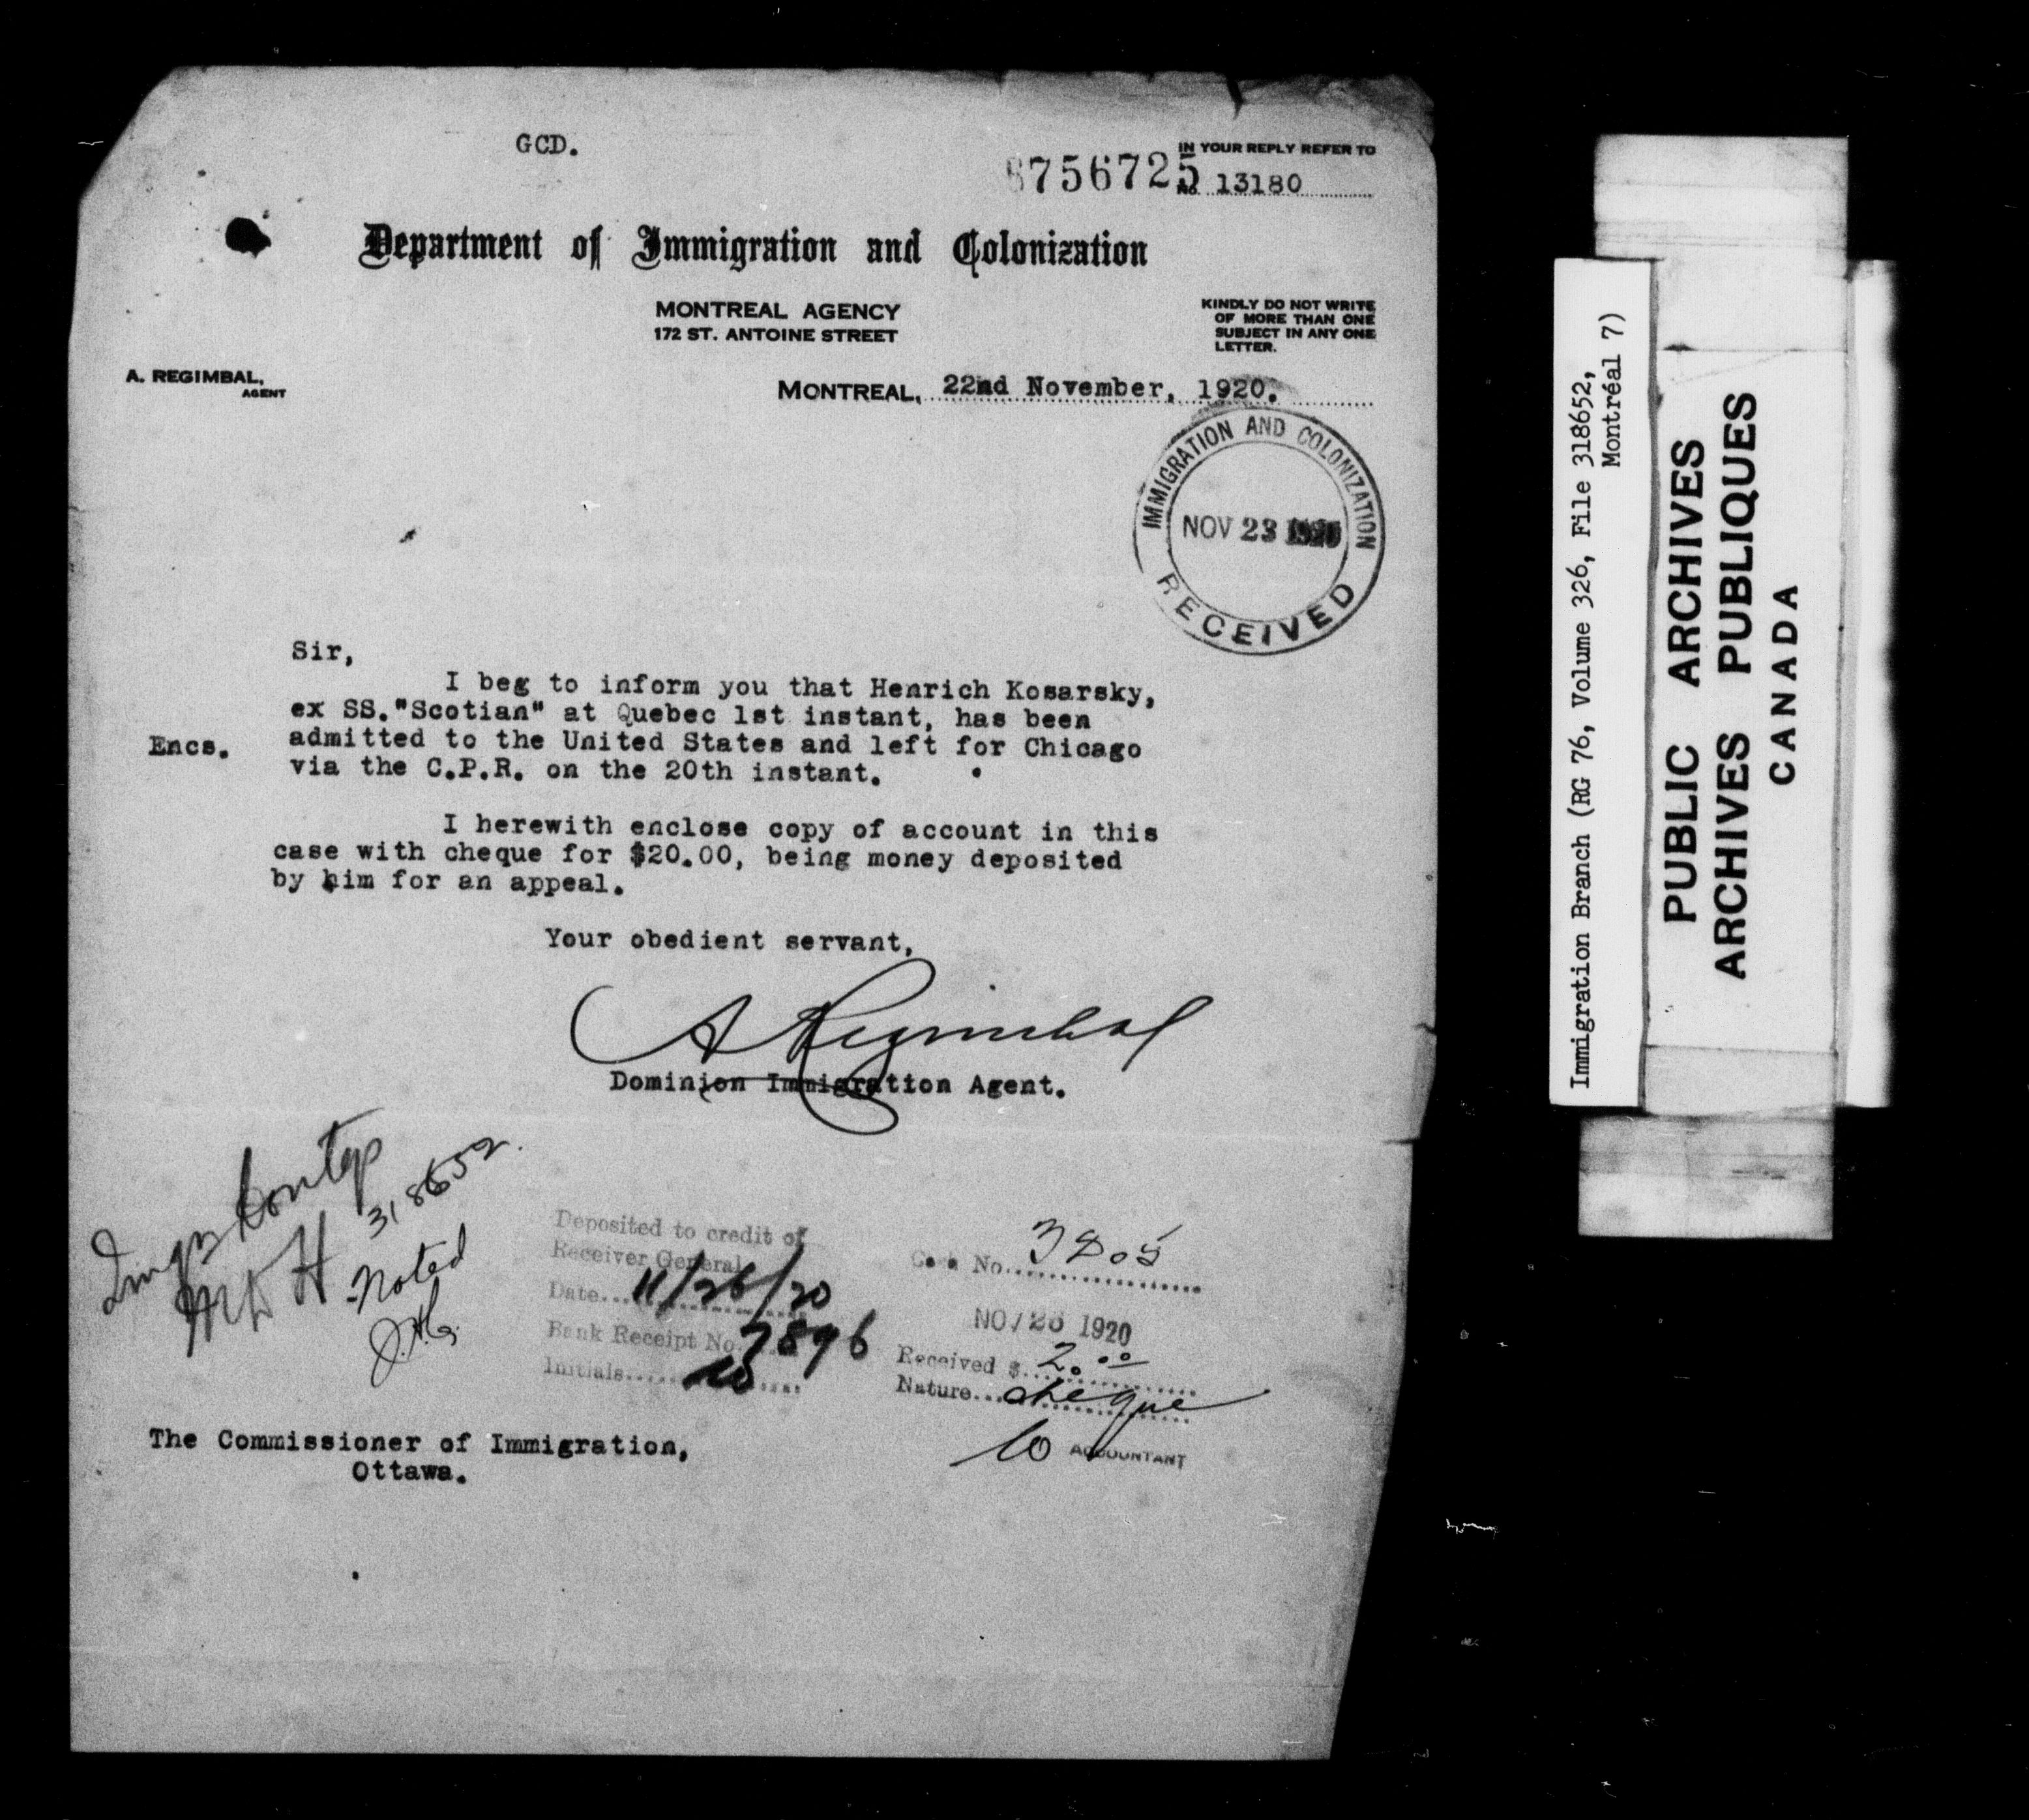 GCD.
IN YOUR REPLY REFER TO
8756725
No. 13180
Department of Immigration and Colonization
MONTREAL AGENCY
172 ST. ANTOINE STREET
KINDLY DO NOT WRITE
OF MORE THAN ONE
SUBJECT IN ANY ONE
LETTER.
A. REGIMBAL,
AGENT
MONTREAL, 22nd November, 1920.
IMMIGRATION AND COLONIZATION
NOV 23 1920
RECEIVED
Sir,
I beg to inform you that Henrich Kosarsky,
ex SS."Scotian" at Quebec 1st instant, has been
Encs. admitted to the United States and left for Chicago
via the C.P.R. on the 20th instant.
I herewith enclose copy of account in this
case with cheque for $20.00, being money deposited
by him for an appeal.
Your obedient servant,
A Regimbal
Dominion Immigration Agent.
318652.
Noted
Deposited to credit of
Receiver General
Date... 11/26/20
Bank Receipt No. 7896
Initials...
No. 3805
NOV 26 1920
Received $ 20.00
Nature... cheque
ACCOUNTANT
The Commissioner of Immigration,
Ottawa.
Immigration Branch (RG 76, Volume 326, File 318652,
Montréal 7)
PUBLIC ARCHIVES
ARCHIVES PUBLIQUES
CANADA